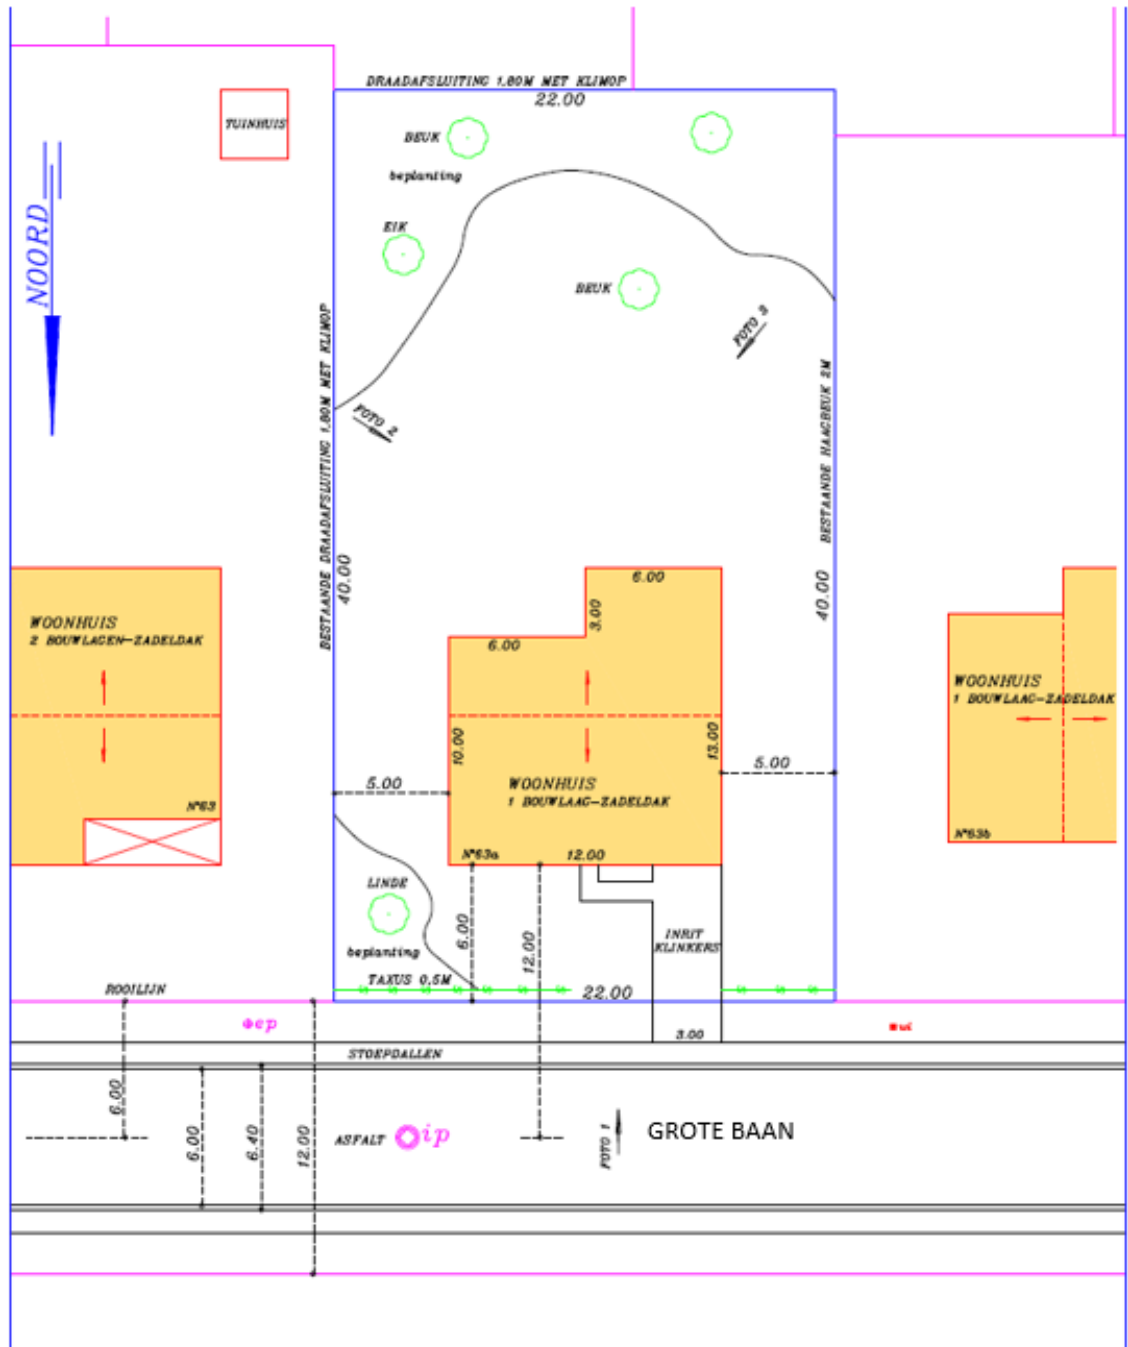 DRAADAFSLUITING 1.80M MET KLIMOP
22.00
TUINHUIS
BEUK
beplanting
NOORD
EIK
BEUK
FOTO 3
FOTO 2
BESTAANDE DRAADAFSLUITING 1.80M MET KLIMOP
40.00
BESTAANDE HAAGBEUK 2M
40.00
6.00
3.00
6.00
WOONHUIS
2 BOUWLAGEN-ZADELDAK
WOONHUIS
1 BOUWLAAG-ZADELDAK
10.00
13.00
5.00
5.00
WOONHUIS
1 BOUWLAAG-ZADELDAK
N°63
N°63b
N°63a
12.00
LINDE
beplanting
6.00
12.00
INRIT
KLINKERS
TAXUS 0.5M
22.00
ROOILIJN
ep
wi
3.00
STOEPDALLEN
6.00
6.00
6.40
12.00
ASFALT
ip
FOTO 1
GROTE BAAN